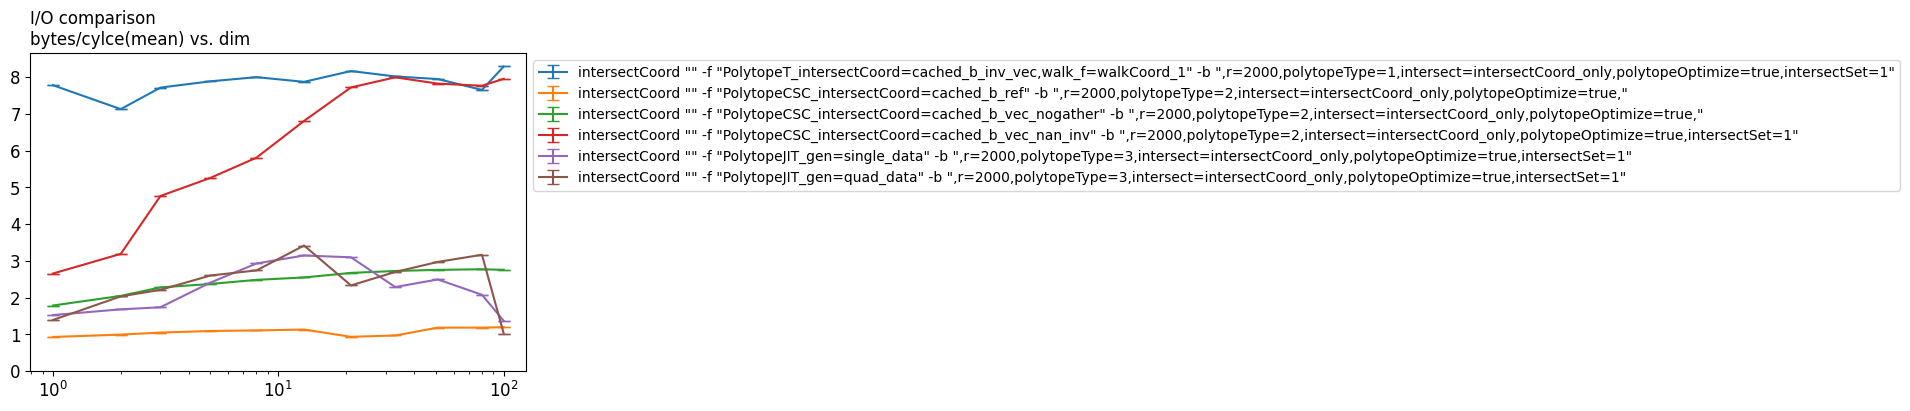 I/O comparison
bytes/cylce(mean) vs. dim
8
7
6
5
4
3
2
1
0
10^0
10^1
10^2
intersectCoord "" -f "PolytopeT_intersectCoord=cached_b_inv_vec,walk_f=walkCoord_1" -b ",r=2000,polytopeType=1,intersect=intersectCoord_only,polytopeOptimize=true,intersectSet=1"
intersectCoord "" -f "PolytopeCSC_intersectCoord=cached_b_ref" -b ",r=2000,polytopeType=2,intersect=intersectCoord_only,polytopeOptimize=true,"
intersectCoord "" -f "PolytopeCSC_intersectCoord=cached_b_vec_nogather" -b ",r=2000,polytopeType=2,intersect=intersectCoord_only,polytopeOptimize=true,"
intersectCoord "" -f "PolytopeCSC_intersectCoord=cached_b_vec_nan_inv" -b ",r=2000,polytopeType=2,intersect=intersectCoord_only,polytopeOptimize=true,intersectSet=1"
intersectCoord "" -f "PolytopeJIT_gen=single_data" -b ",r=2000,polytopeType=3,intersect=intersectCoord_only,polytopeOptimize=true,intersectSet=1"
intersectCoord "" -f "PolytopeJIT_gen=quad_data" -b ",r=2000,polytopeType=3,intersect=intersectCoord_only,polytopeOptimize=true,intersectSet=1"